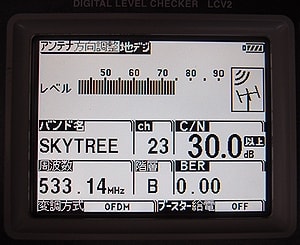 DIGITAL LEVEL CHECKER LCV2
アンテナ方向調整 地デジ
50 60 70 80 90
レベル
バンド名 ch C/N
SKYTREE 23 30.0 以上 dB
周波数 階層 BER
533.14MHz B 0.00
変調方式 OFDM ブースター給電 OFF